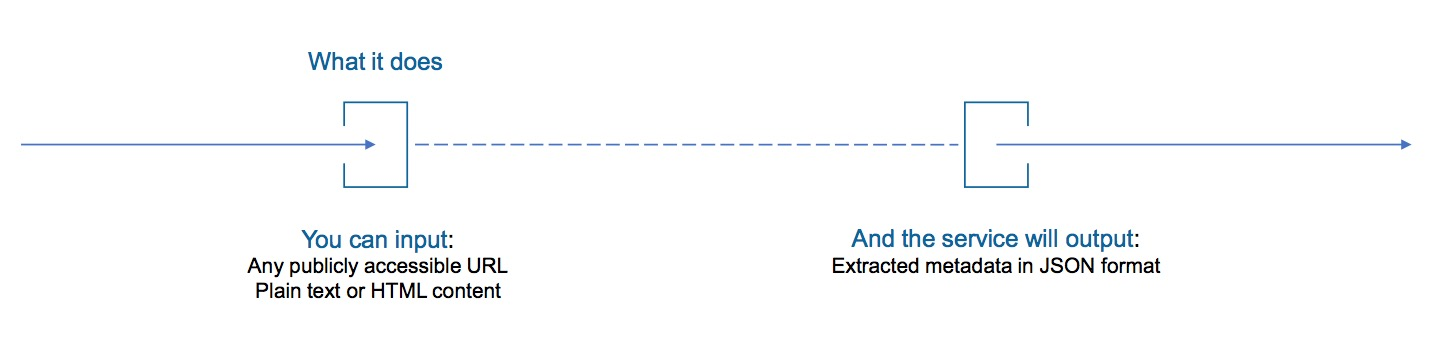 What it does
You can input:
Any publicly accessible URL
Plain text or HTML content
And the service will output:
Extracted metadata in JSON format